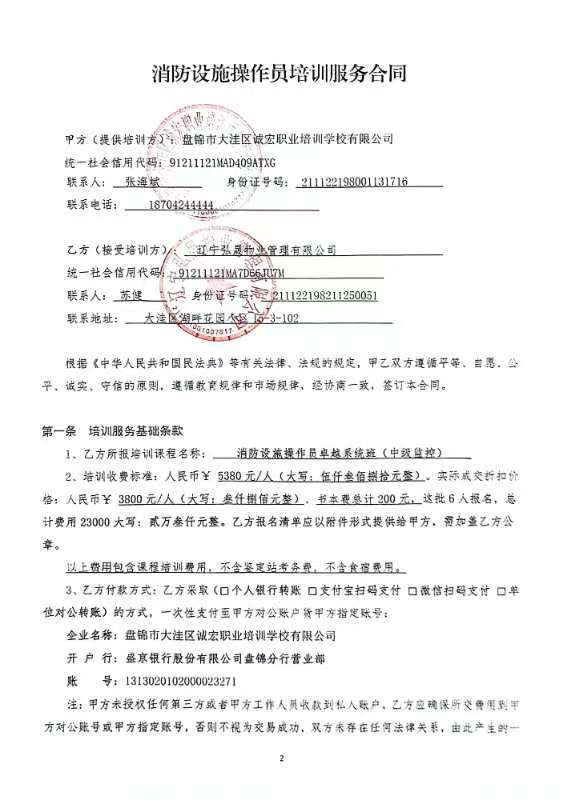 消防设施操作员培训服务合同
甲方（提供培训方）：盘锦市大洼区诚宏职业培训学校有限公司
统一社会信用代码：91211121MAD409ATXG
联系人： 张海斌 身份证号码： 211122198001131716
联系电话： 18704244444
乙方（接受培训方）： 辽宁弘晟物业管理有限公司
统一社会信用代码：91211121MA7D66JU7M
联系人： 苏健 身份证号码： 211122198211250051
联系地址： 大洼区湖畔花园小区 15-3-102
根据《中华人民共和国民法典》等有关法律、法规的规定，甲乙双方遵循平等、自愿、公
平、诚实、守信的原则，遵循教育规律和市场规律，经协商一致，签订本合同。
第一条 培训服务基础条款
1、乙方所报培训课程名称： 消防设施操作员卓越系统班（中级监控）
2、培训收费标准：人民币￥ 5380 元/人（大写：伍仟叁佰捌拾元整）。实际成交折扣价
格：人民币￥ 3800 元/人（大写：叁仟捌佰元整），书本费总计 200 元，这批 6 人报名，总
计费用 23000 大写：贰万叁仟元整。乙方报名清单应以附件形式提供给甲方，需加盖乙方公
章。
以上费用包含课程培训费用，不含鉴定站考务费，不含食宿费用。
3、乙方付款方式：乙方采取（□个人银行转账 □支付宝扫码支付 □微信扫码支付 □单
位对公转账）的方式，一次性支付至甲方对公账户货甲方指定账号：
企业名称：盘锦市大洼区诚宏职业培训学校有限公司
开 户 行：盛京银行股份有限公司盘锦分行营业部
账 号：1313020102000023271
注：甲方未授权任何第三方或者甲方工作人员收款到私人账户，乙方应确保所交费用到甲
方对公账号或甲方指定账号，否则不视为交易成功，双方未存在任何法律关系，由此产生的一
2